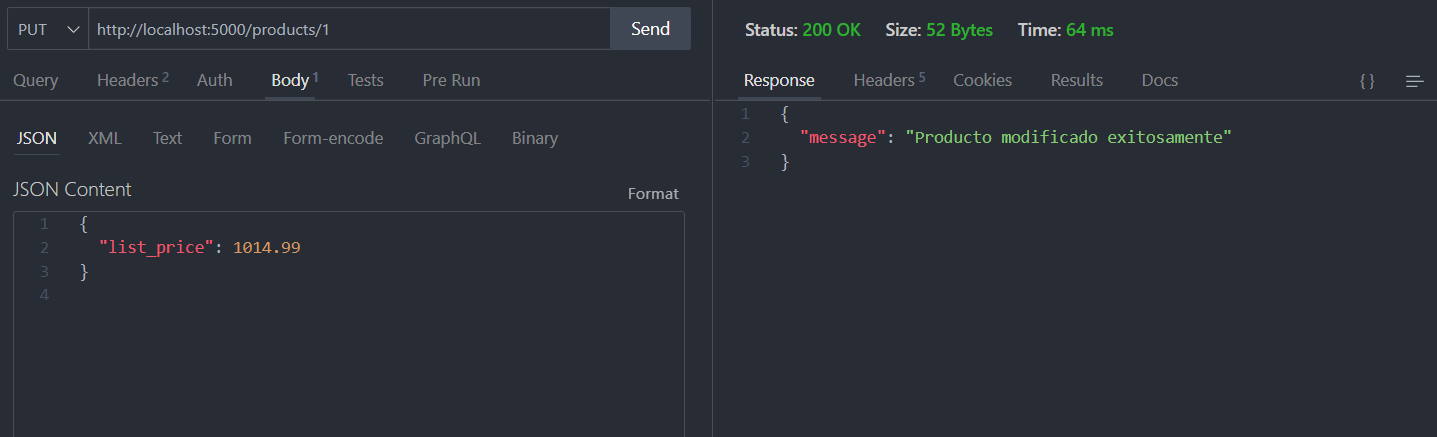 PUT http://localhost:5000/products/1 Send
Query Headers 2 Auth Body 1 Tests Pre Run
JSON XML Text Form Form-encode GraphQL Binary
JSON Content
Format
1 {
2 "list_price": 1014.99
3 }
4
Status: 200 OK Size: 52 Bytes Time: 64 ms
Response Headers 5 Cookies Results Docs { }
1 {
2 "message": "Producto modificado exitosamente"
3 }